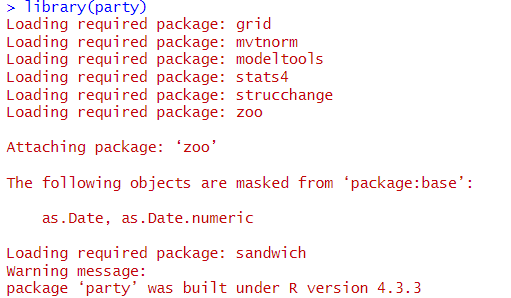 > library(party)
Loading required package: grid
Loading required package: mvtnorm
Loading required package: modeltools
Loading required package: stats4
Loading required package: strucchange
Loading required package: zoo
Attaching package: ‘zoo’
The following objects are masked from ‘package:base’:
as.Date, as.Date.numeric
Loading required package: sandwich
Warning message:
package ‘party’ was built under R version 4.3.3